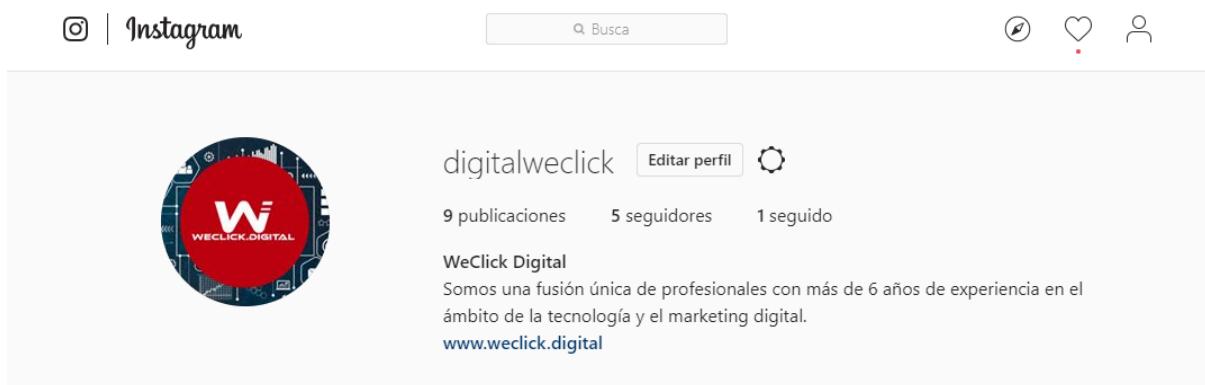 Instagram
Busca
digitalweclick Editar perfil
9 publicaciones 5 seguidores 1 seguido
WECLICK.DIGITAL
WeClick Digital
Somos una fusión única de profesionales con más de 6 años de experiencia en el
ámbito de la tecnología y el marketing digital.
www.weclick.digital